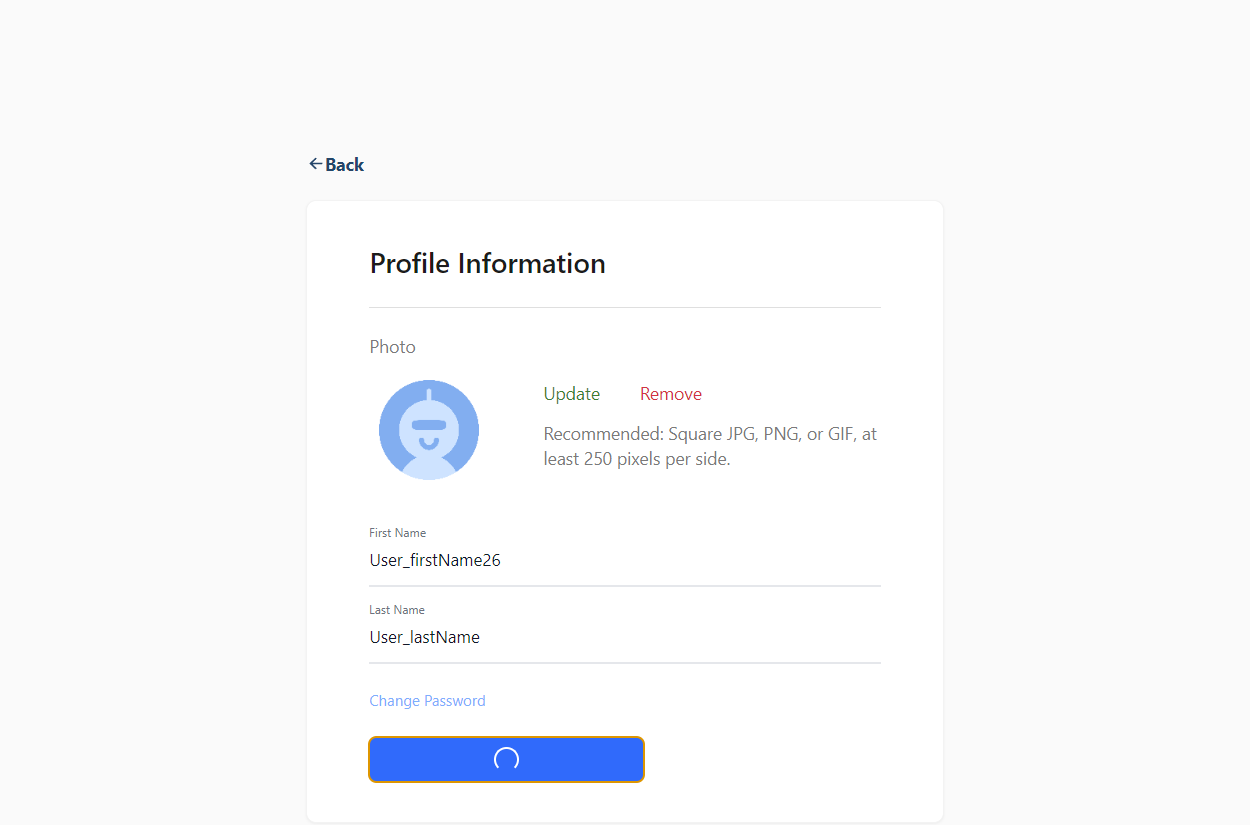 Back
Profile Information
Photo
Update Remove
Recommended: Square JPG, PNG, or GIF, at
least 250 pixels per side.
First Name
User_firstName26
Last Name
User_lastName
Change Password